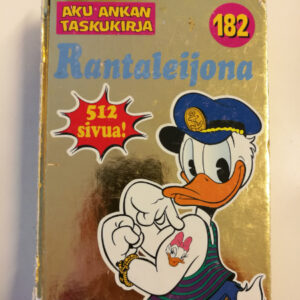 AKU ANKAN
TASKUKIRJA
182
Rantaleijona
512
sivua!